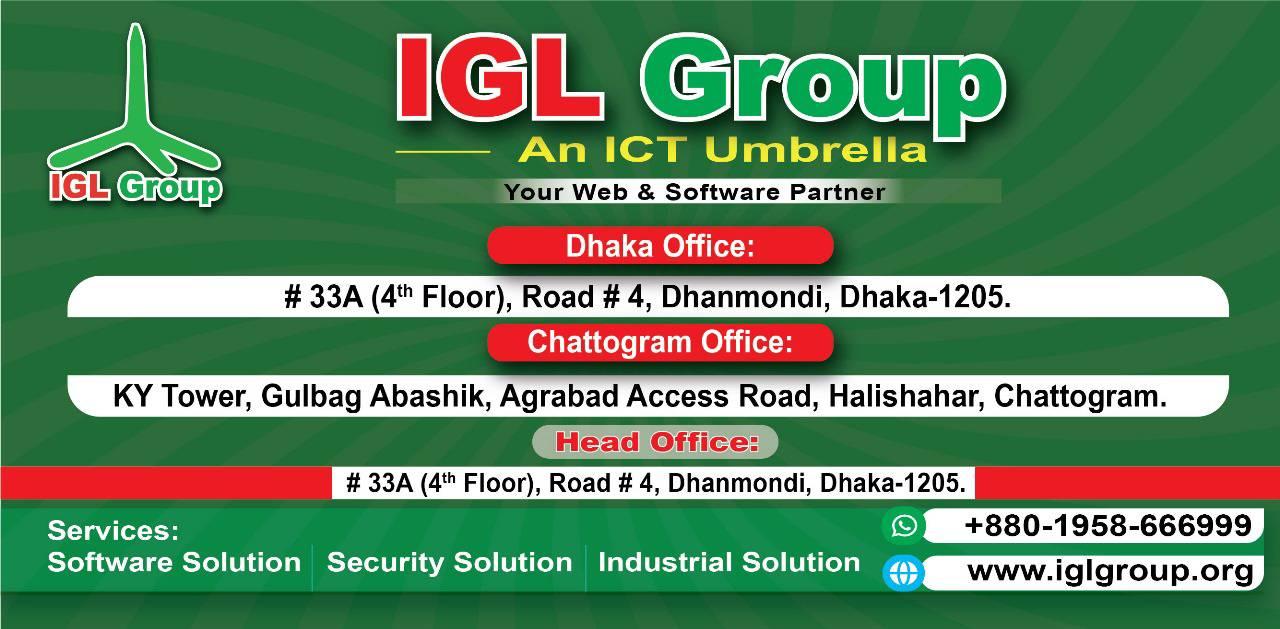 IGL Group
IGL Group
An ICT Umbrella
Your Web & Software Partner
Dhaka Office:
# 33A (4th Floor), Road # 4, Dhanmondi, Dhaka-1205.
Chattogram Office:
KY Tower, Gulbag Abashik, Agrabad Access Road, Halishahar, Chattogram.
Head Office:
# 33A (4th Floor), Road # 4, Dhanmondi, Dhaka-1205.
Services:
Software Solution Security Solution Industrial Solution
+880-1958-666999
www.iglgroup.org